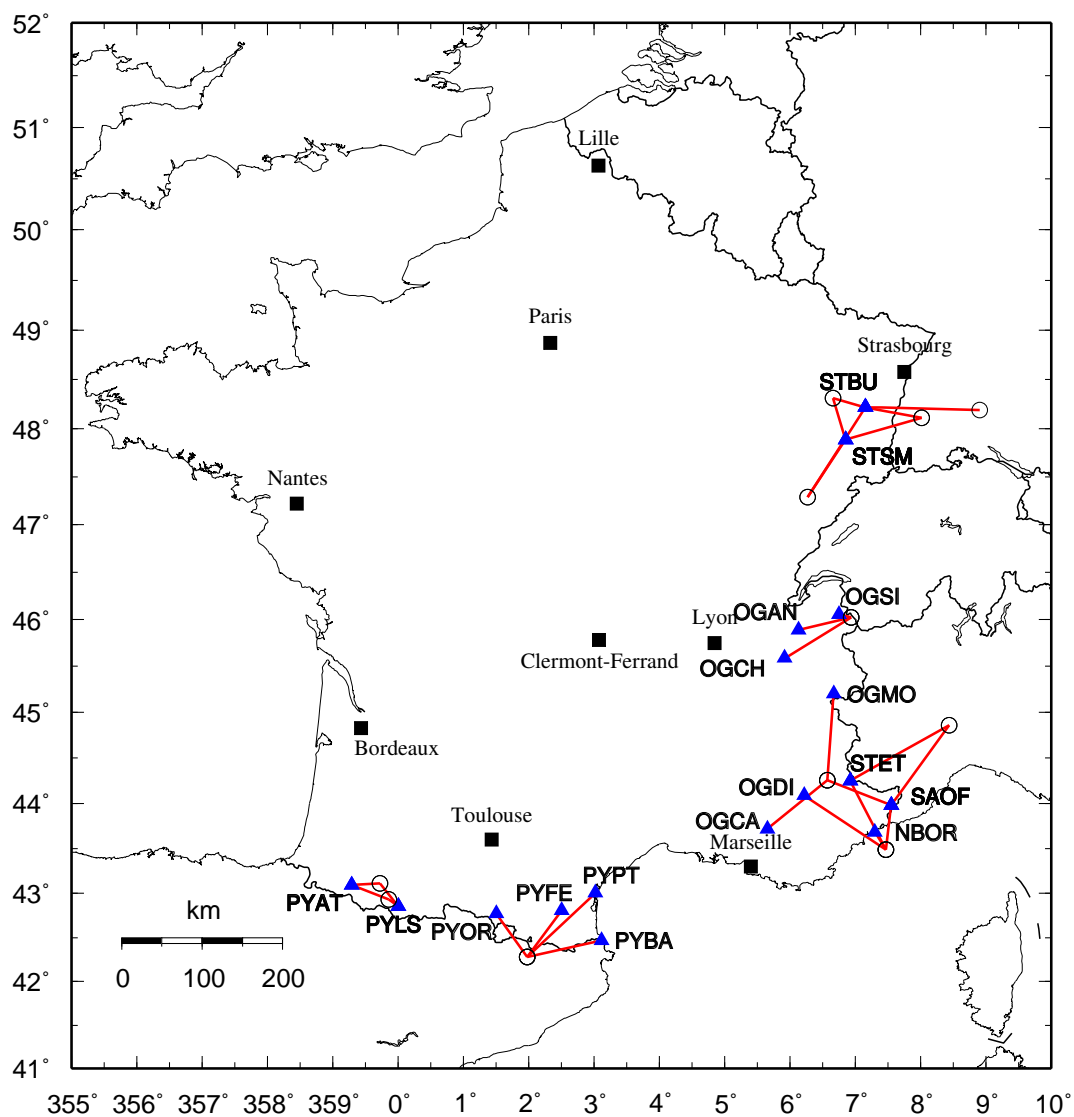 52°
51°
Lille
50°
49°
Paris
Strasbourg
STBU
48°
STSM
Nantes
47°
46°
OGSI
OGAN
Lyon
Clermont-Ferrand
OGCH
45°
OGMO
Bordeaux
STET
44°
OGDI
SAOF
OGCA
NBOR
Toulouse
Marseille
43°
PYPT
PYFE
PYAT
km
PYLS
PYOR
PYBA
42°
0 100 200
41°
355° 356° 357° 358° 359° 0° 1° 2° 3° 4° 5° 6° 7° 8° 9° 10°